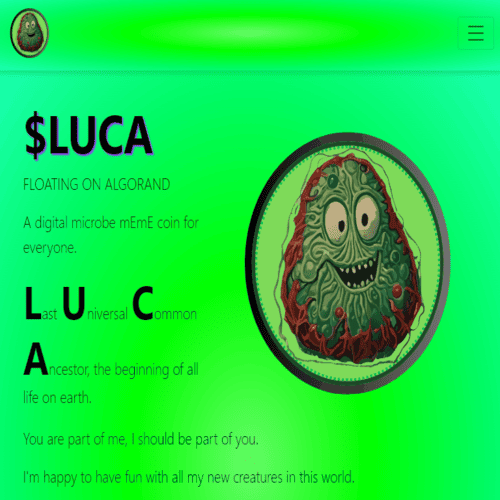 $LUCA
FLOATING ON ALGORAND
A digital microbe mEmE coin for
everyone.
Last Universal Common
Ancestor, the beginning of all
life on earth.
You are part of me, I should be part of you.
I'm happy to have fun with all my new creatures in this world.